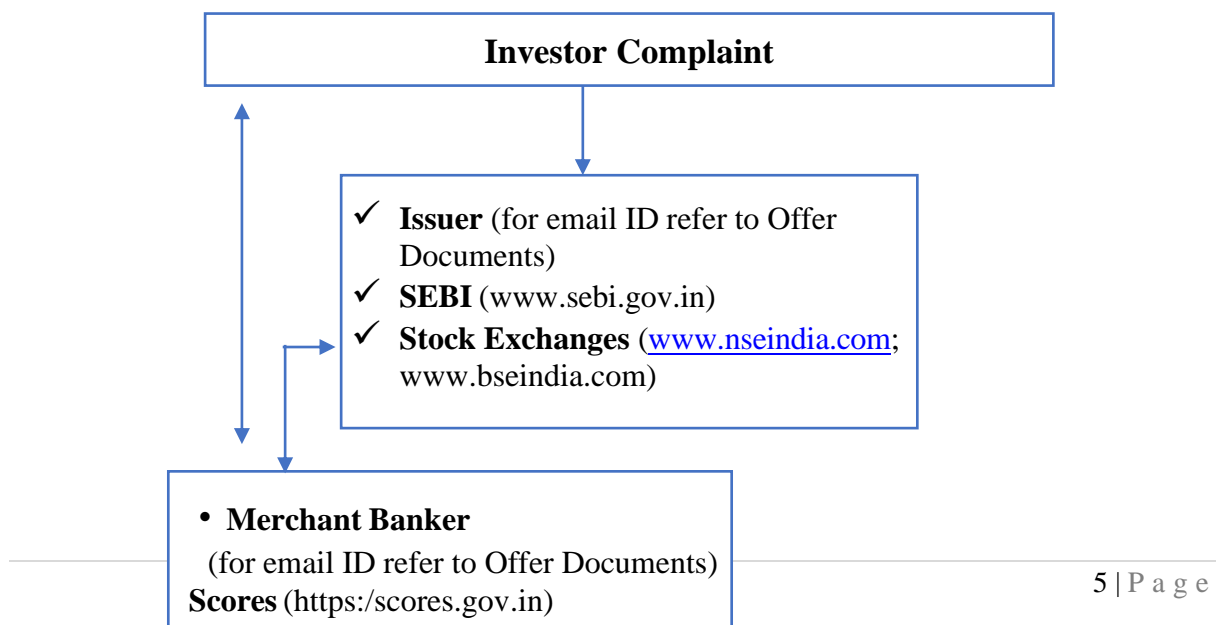 Investor Complaint
✓ Issuer (for email ID refer to Offer
Documents)
✓ SEBI (www.sebi.gov.in)
✓ Stock Exchanges (www.nseindia.com;
www.bseindia.com)
• Merchant Banker
(for email ID refer to Offer Documents)
Scores (https:/scores.gov.in)
5 | P a g e